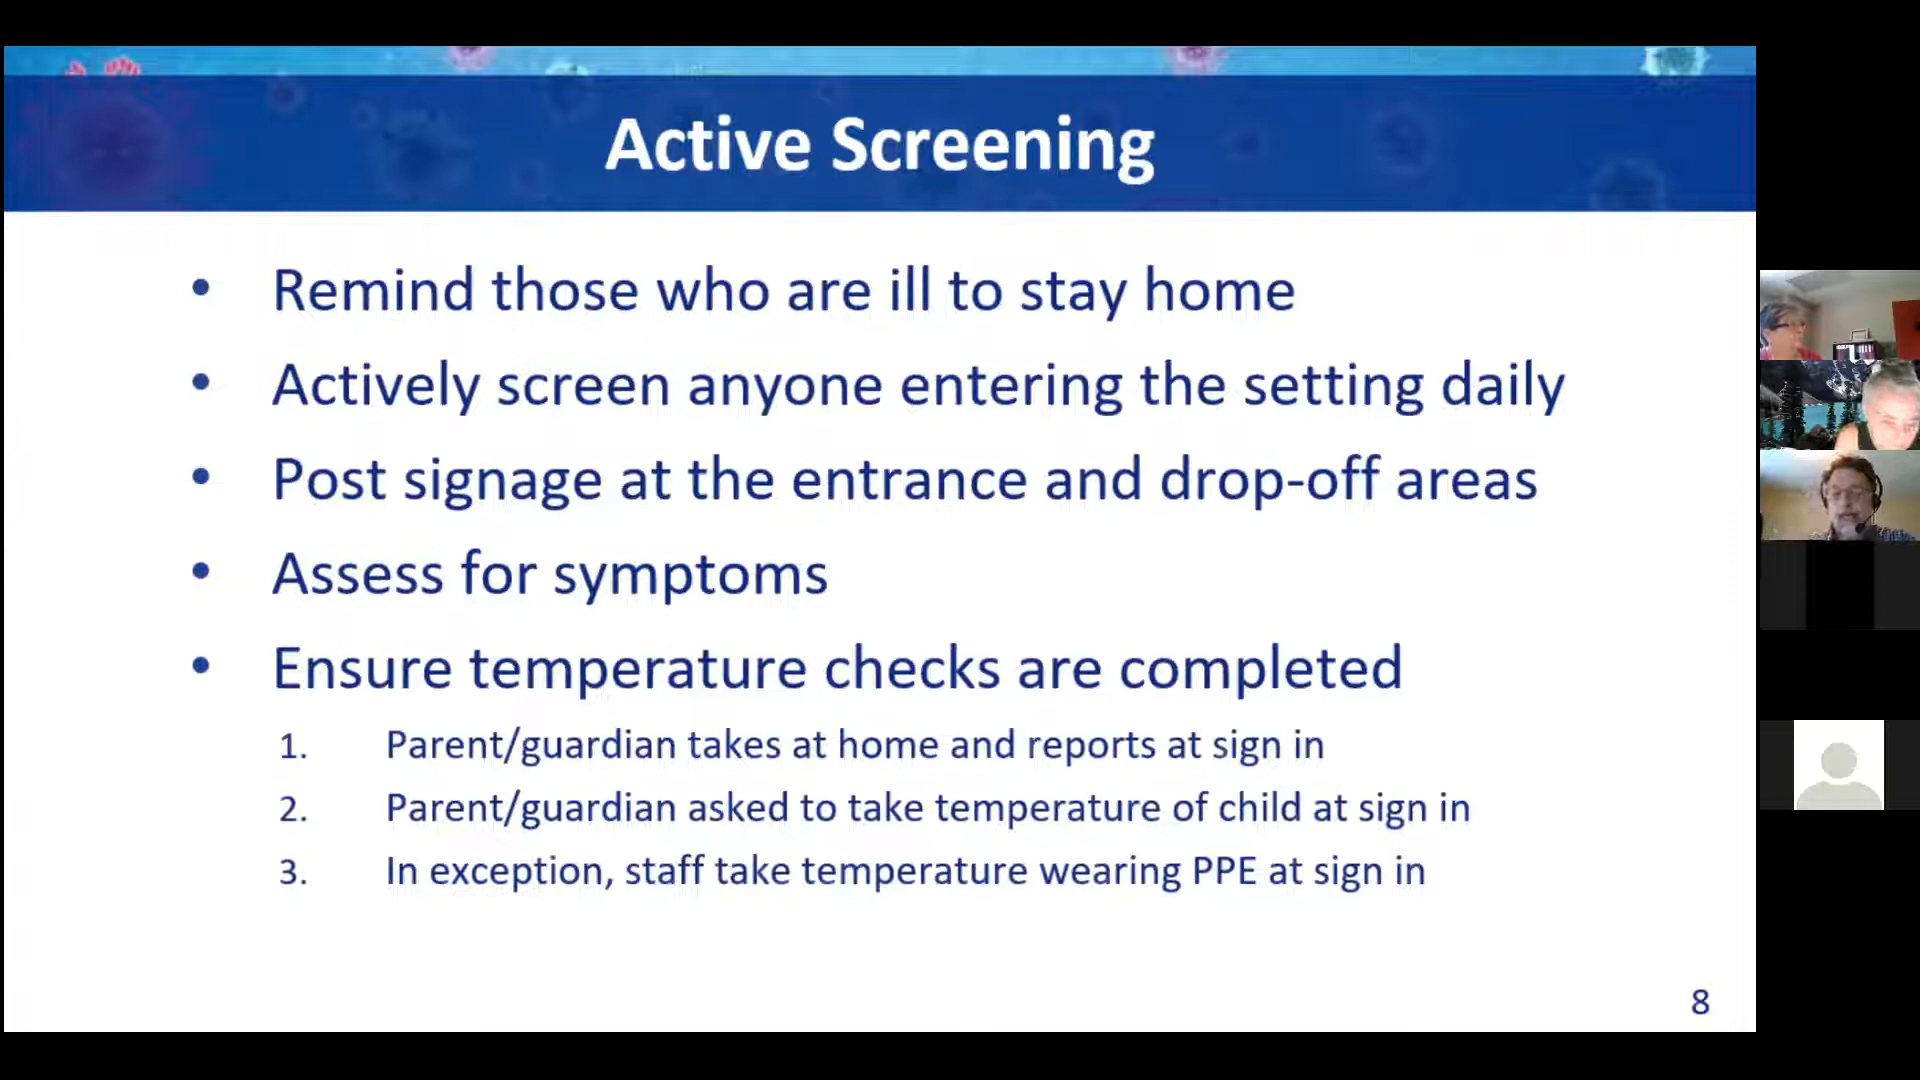 Active Screening
• Remind those who are ill to stay home
• Actively screen anyone entering the setting daily
• Post signage at the entrance and drop-off areas
• Assess for symptoms
• Ensure temperature checks are completed
1. Parent/guardian takes at home and reports at sign in
2. Parent/guardian asked to take temperature of child at sign in
3. In exception, staff take temperature wearing PPE at sign in
8